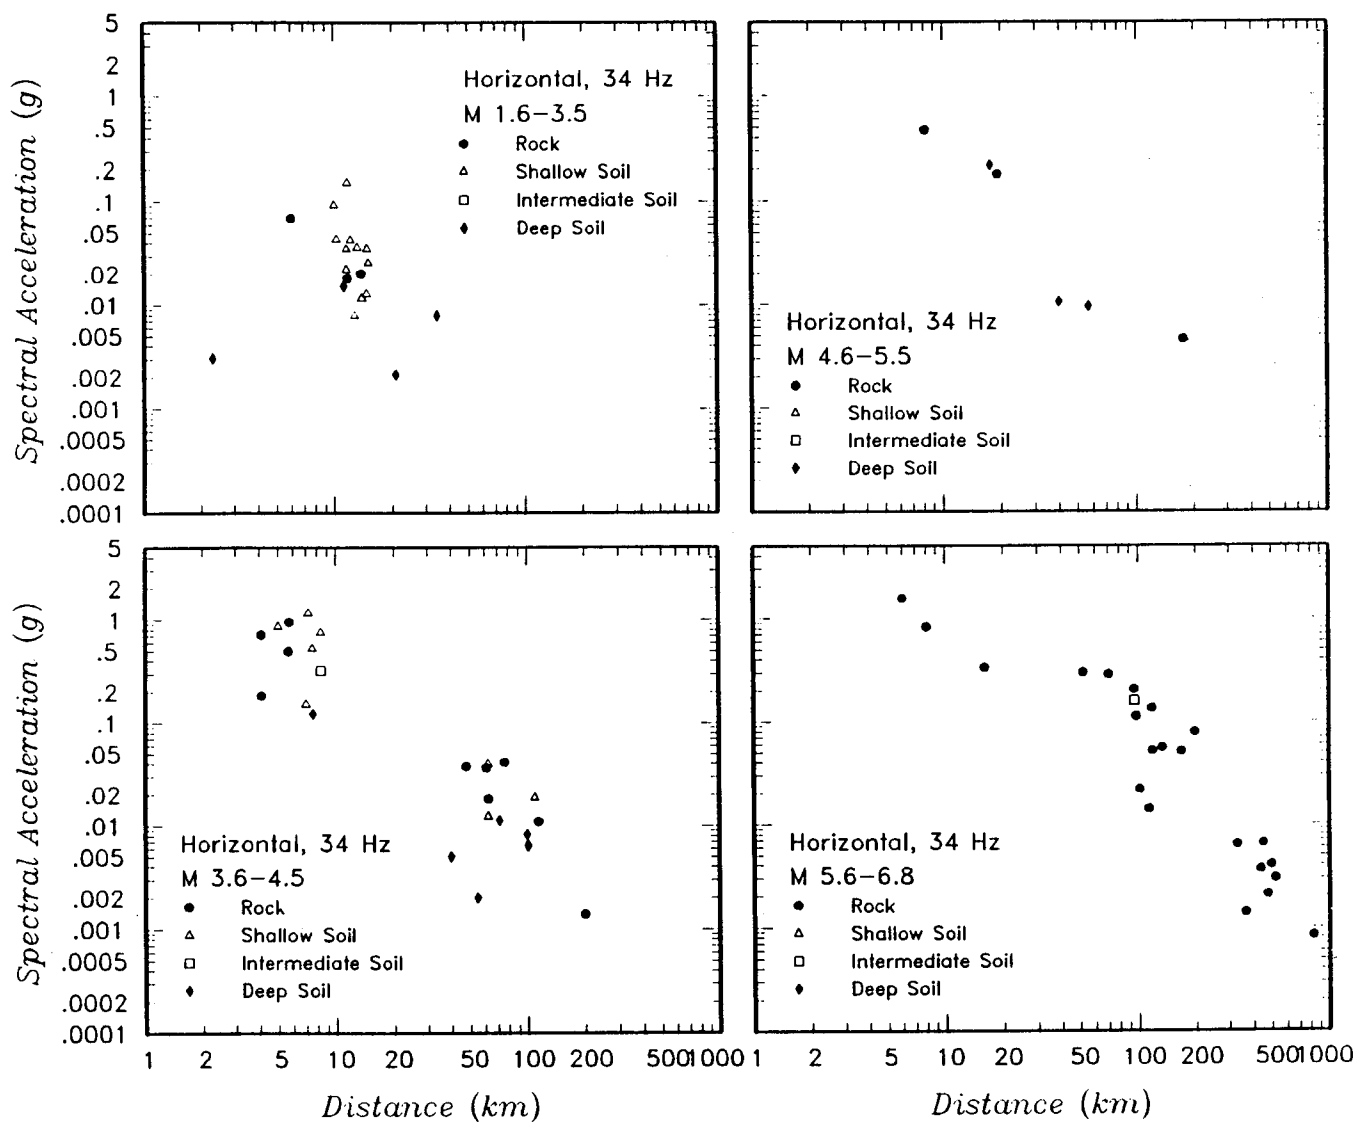 Spectral Acceleration (g)
5
2
1
.5
.2
.1
.05
.02
.01
.005
.002
.001
.0005
.0002
.0001
Horizontal, 34 Hz
M 1.6–3.5
Rock
Shallow Soil
Intermediate Soil
Deep Soil
Horizontal, 34 Hz
M 4.6–5.5
Rock
Shallow Soil
Intermediate Soil
Deep Soil
Spectral Acceleration (g)
5
2
1
.5
.2
.1
.05
.02
.01
.005
.002
.001
.0005
.0002
.0001
Horizontal, 34 Hz
M 3.6–4.5
Rock
Shallow Soil
Intermediate Soil
Deep Soil
1 2 5 10 20 50 100 200 5001000
Distance (km)
Horizontal, 34 Hz
M 5.6–6.8
Rock
Shallow Soil
Intermediate Soil
Deep Soil
1 2 5 10 20 50 100 200 5001000
Distance (km)